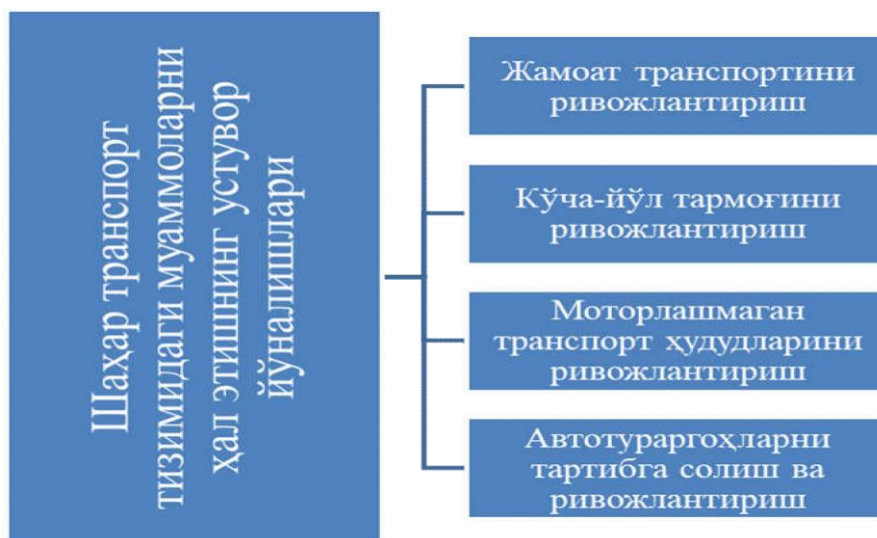 Шаҳар транспорт
тизимидаги муаммоларни
ҳал этишнинг устувор
йўналишлари
Жамоат транспортини
ривожлантириш
Кўча-йўл тармоғини
ривожлантириш
Моторлашмаган
транспорт ҳудудларини
ривожлантириш
Автотураргоҳларни
тартибга солиш ва
ривожлантириш